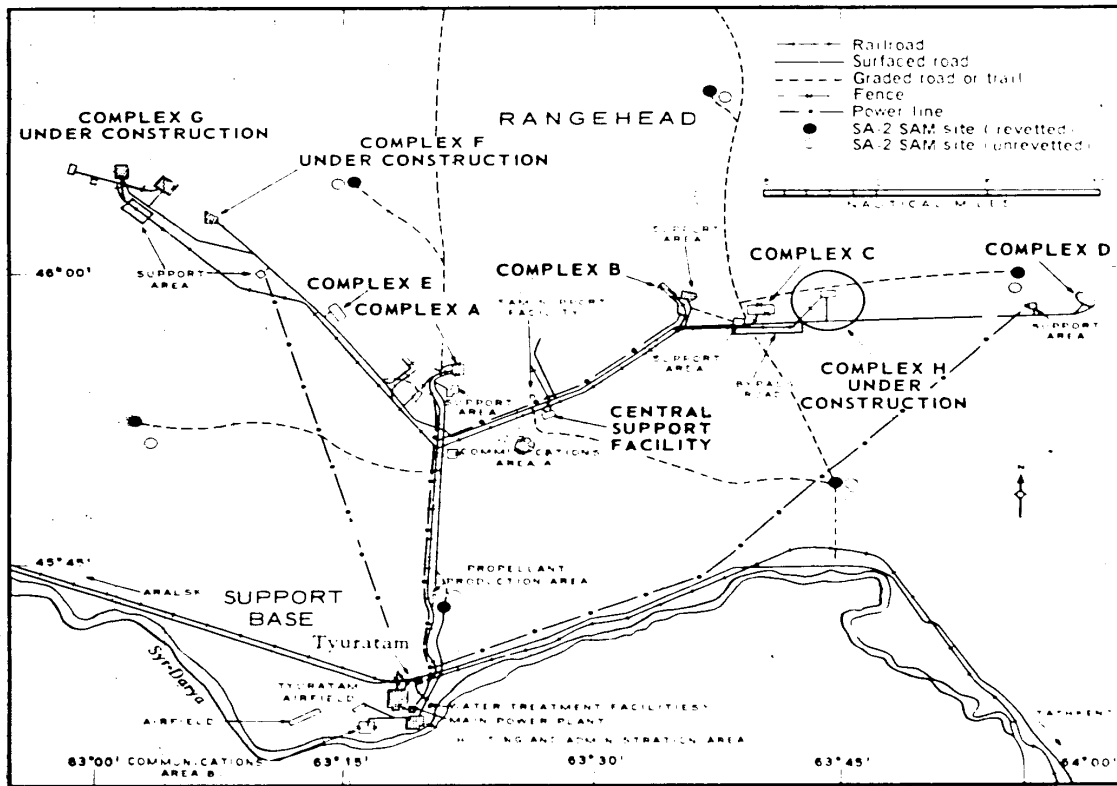 Railroad
Surfaced road
Graded road or trail
Fence
Power line
SA-2 SAM site (revetted)
SA-2 SAM site (unrevetted)
NAUTICAL MILES
N
RANGEHEAD
COMPLEX G
UNDER CONSTRUCTION
COMPLEX F
UNDER CONSTRUCTION
SUPPORT
AREA
46°00'
COMPLEX E
COMPLEX A
SUPPORT
AREA
COMPLEX B
SUPPORT
AREA
COMPLEX C
COMPLEX D
SUPPORT
AREA
FACILITY
SUPPORT
AREA
BYPASS
ROAD
COMPLEX H
UNDER
CONSTRUCTION
CENTRAL
SUPPORT
FACILITY
COMMUNICATIONS
AREA A
45°45'
ARALSK
SUPPORT
BASE
PROPELLANT
PRODUCTION AREA
Tyuratam
Syr-Darya
TYURATAM
AIRFIELD
AIRFIELD
WATER TREATMENT FACILITIES)
MAIN POWER PLANT
AND ADMINISTRATION AREA
TASHKENT
63°00'
COMMUNICATIONS
AREA B
63°15'
63°30'
63°45'
64°00'